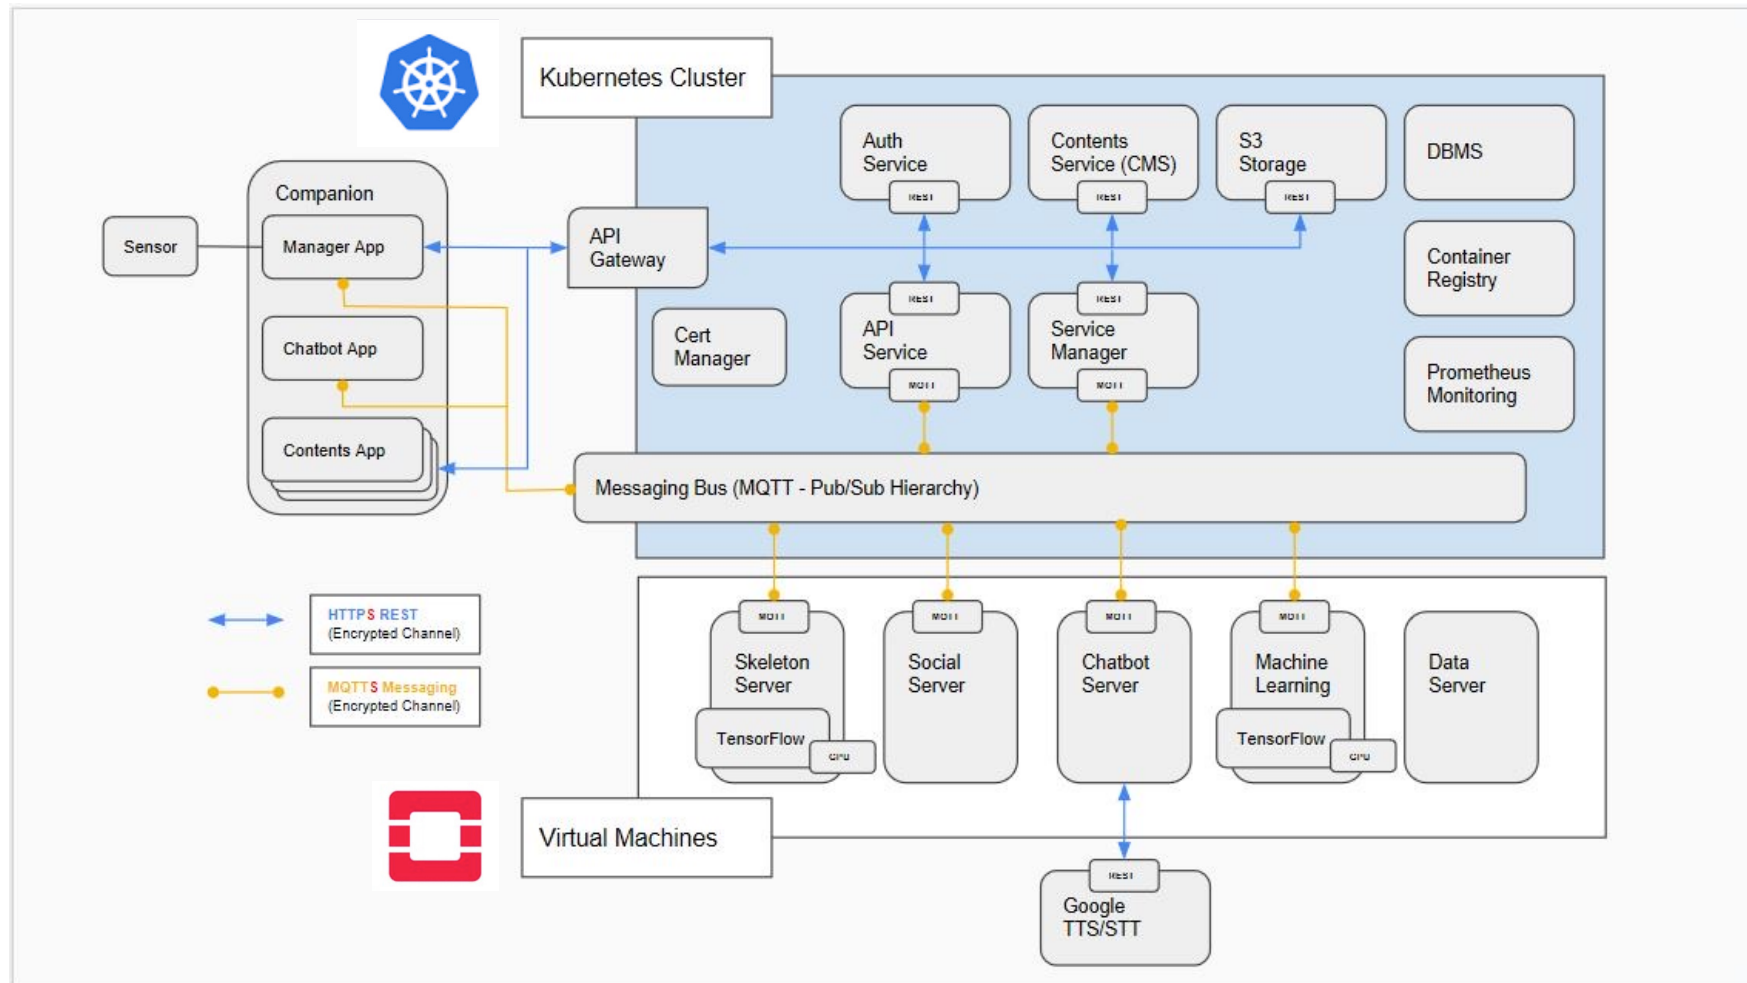 Kubernetes Cluster
Auth
Service
REST
Contents
Service (CMS)
REST
S3
Storage
REST
DBMS
Companion
Sensor
Manager App
API
Gateway
Container
Registry
Cert
Manager
REST
API
Service
MQTT
REST
Service
Manager
MQTT
Chatbot App
Prometheus
Monitoring
Contents App
Messaging Bus (MQTT - Pub/Sub Hierarchy)
HTTPS REST
(Encrypted Channel)
MQTTS Messaging
(Encrypted Channel)
MQTT
Skeleton
Server
TensorFlow
GPU
MQTT
Social
Server
MQTT
Chatbot
Server
MQTT
Machine
Learning
TensorFlow
GPU
Data
Server
Virtual Machines
REST
Google
TTS/STT